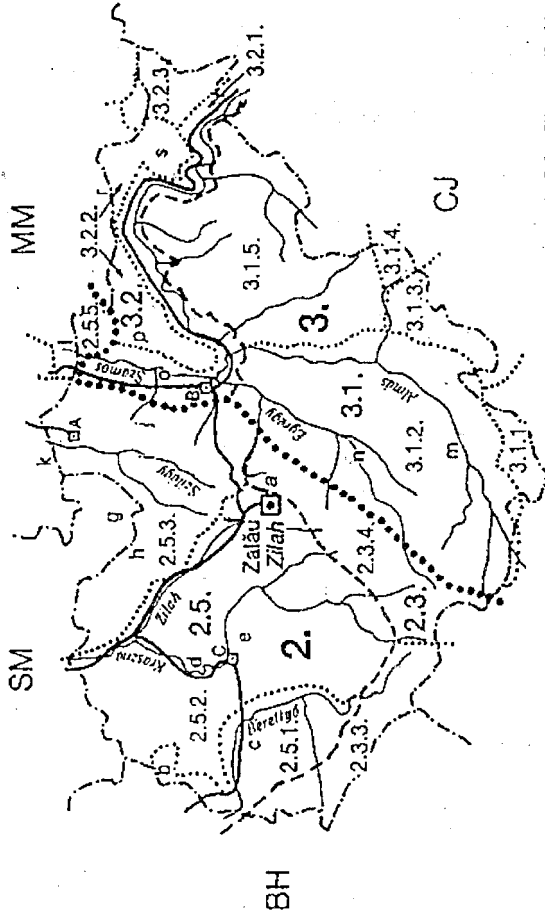 MM
SM
BH
CJ
3.2.3.
3.2.1.
s
3.2.2.
3.2.
p
2.5.5.
l
Szamos
o
j
B
k
A
Szilágy
g
h
2.5.3.
Zilah
Kraszna
2.5.
d
C
e
b
2.5.2.
Berettyó
c
2.5.1.
2.3.3.
2.
2.3.
2.3.4.
Zalău
Zilah
a
Egregy
n
3.1.
Almás
3.1.2.
m
3.1.1.
3.
3.1.5.
3.1.4.
3.1.3.